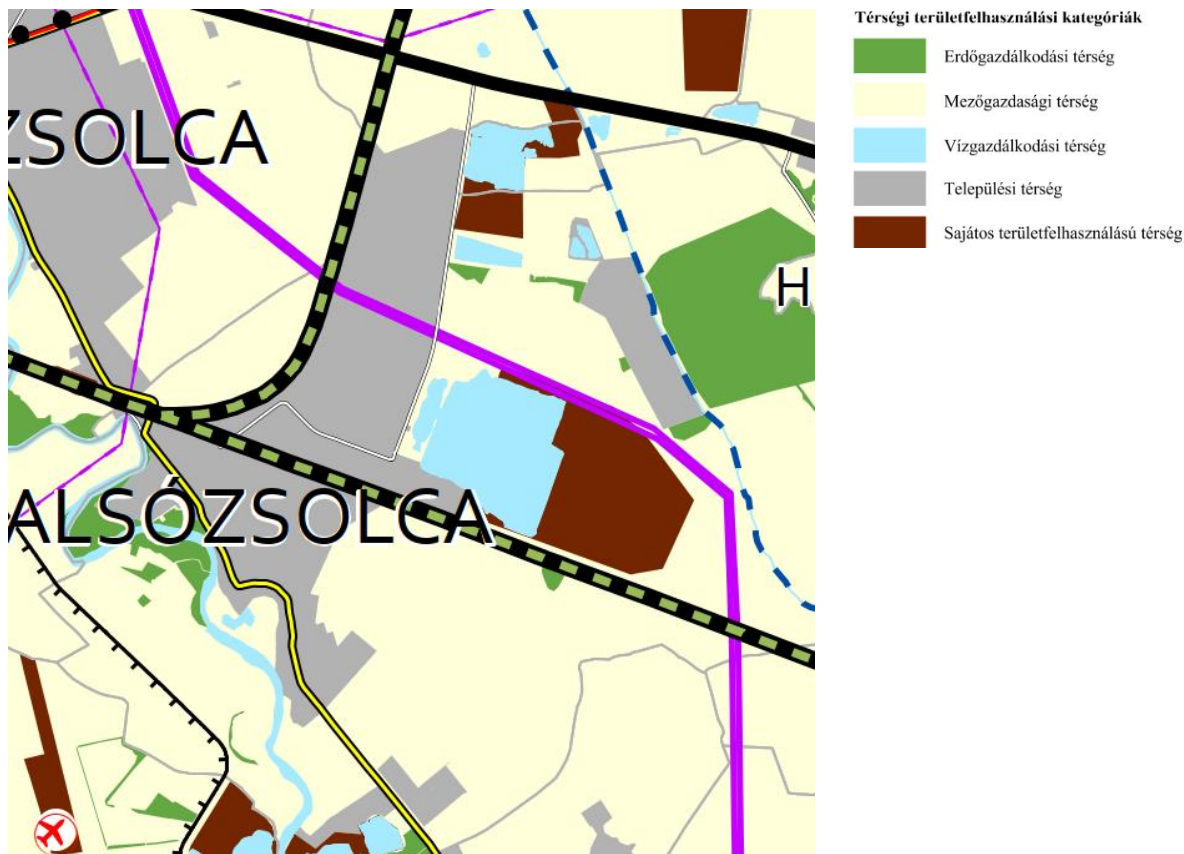 ZSOLCA
H
ALSÓZSOLCA
Térségi területfelhasználási kategóriák
Erdőgazdálkodási térség
Mezőgazdasági térség
Vízgazdálkodási térség
Települési térség
Sajátos területfelhasználású térség